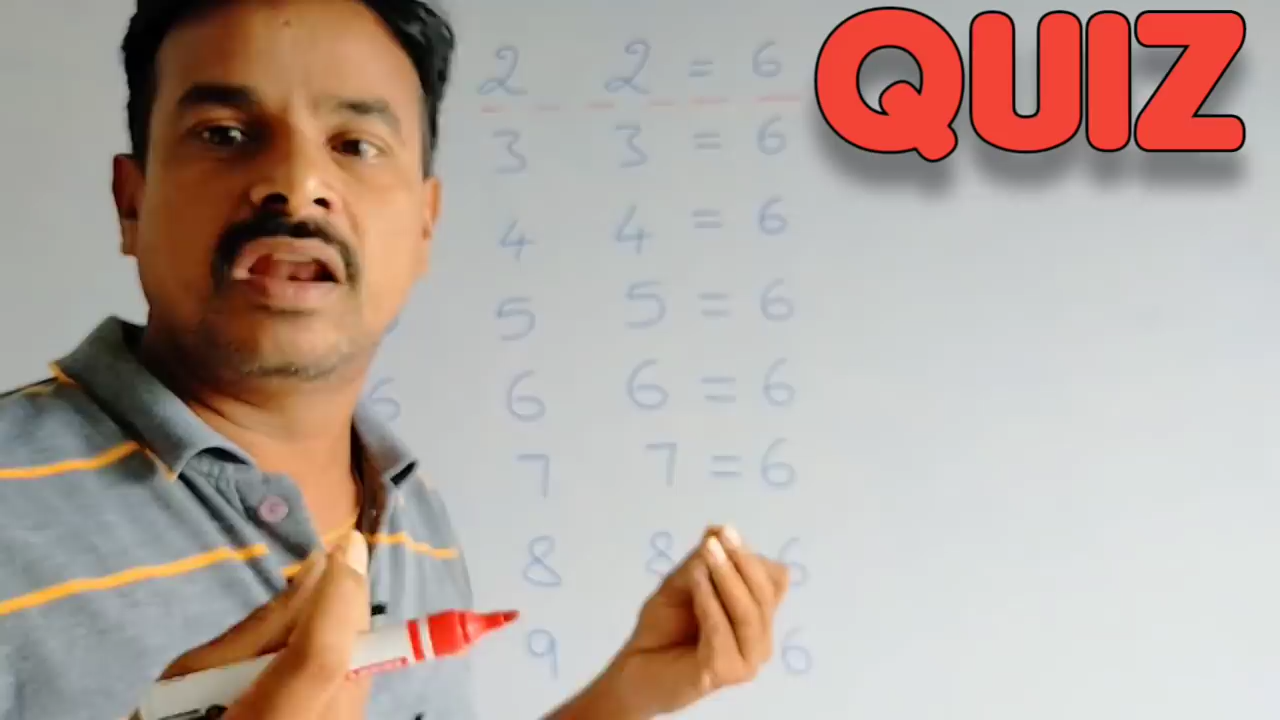 QUIZ
2 2 = 6
3 3 = 6
4 4 = 6
5 5 = 6
6 6 6 = 6
7 7 = 6
8 8 6
9 6